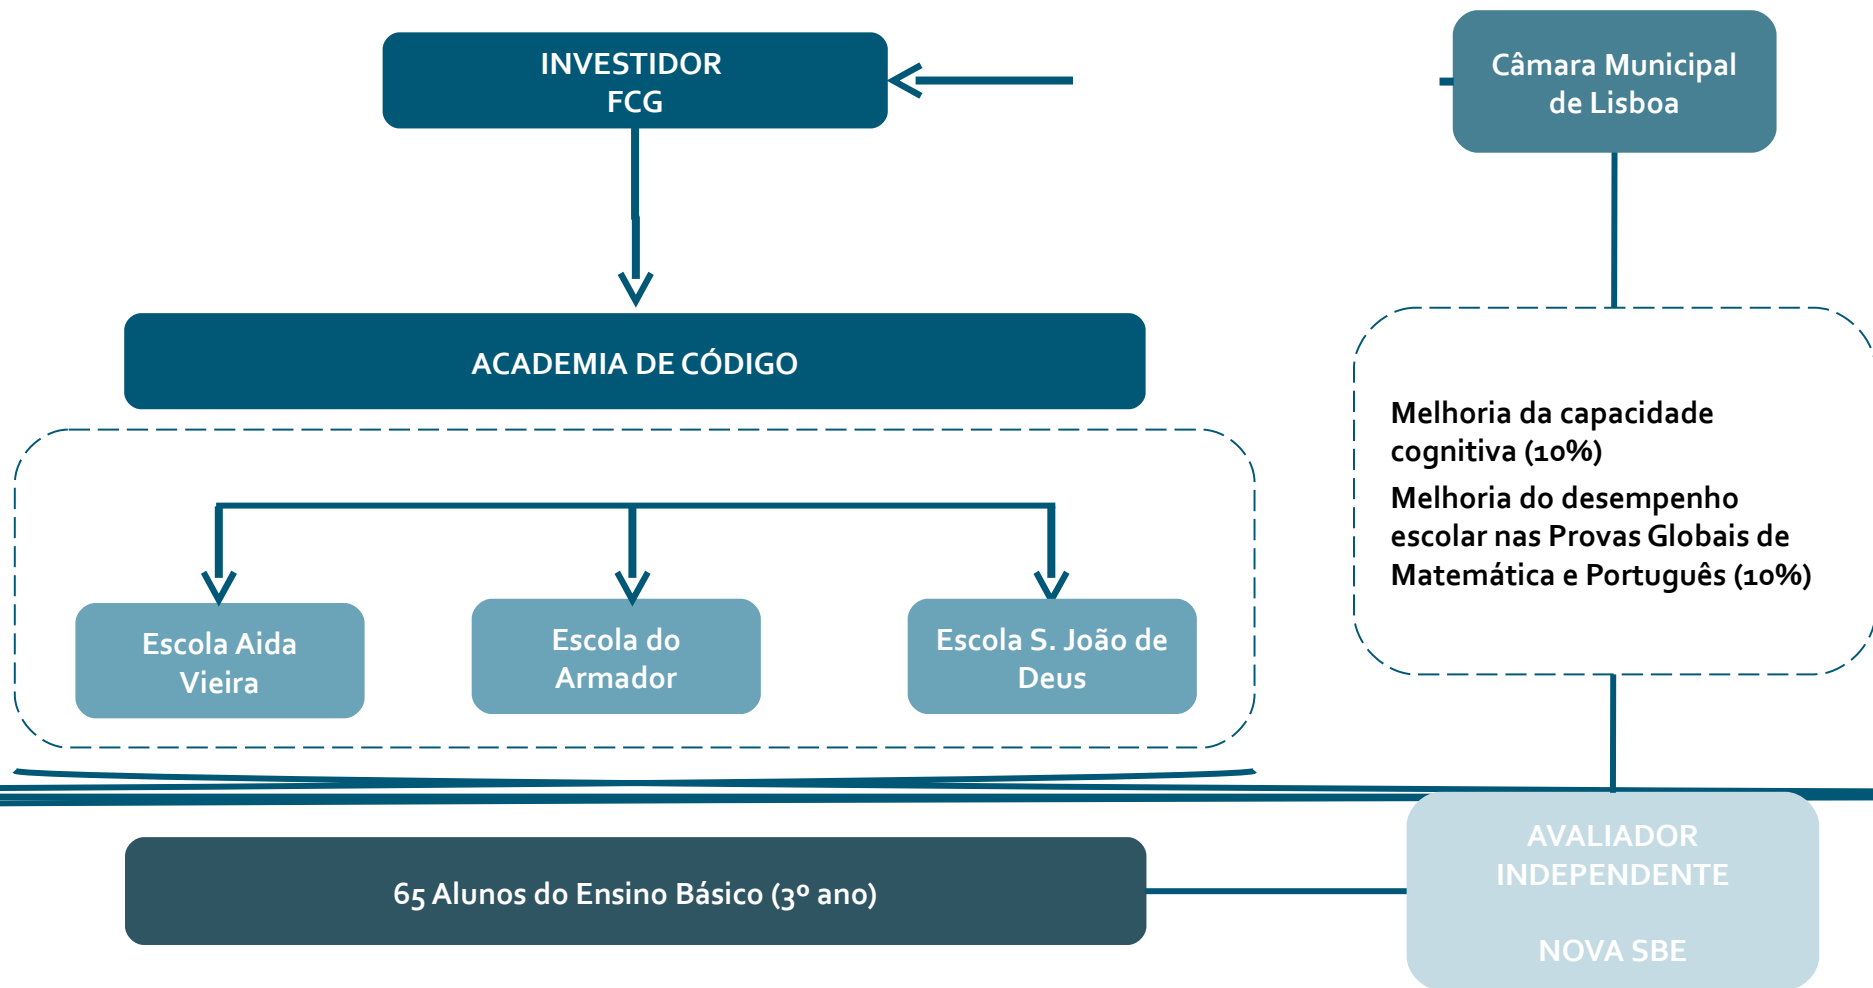 INVESTIDOR
FCG
Câmara Municipal
de Lisboa
ACADEMIA DE CÓDIGO
Melhoria da capacidade
cognitiva (10%)
Melhoria do desempenho
escolar nas Provas Globais de
Matemática e Português (10%)
Escola Aida
Vieira
Escola do
Armador
Escola S. João de
Deus
65 Alunos do Ensino Básico (3º ano)
AVALIADOR
INDEPENDENTE
NOVA SBE